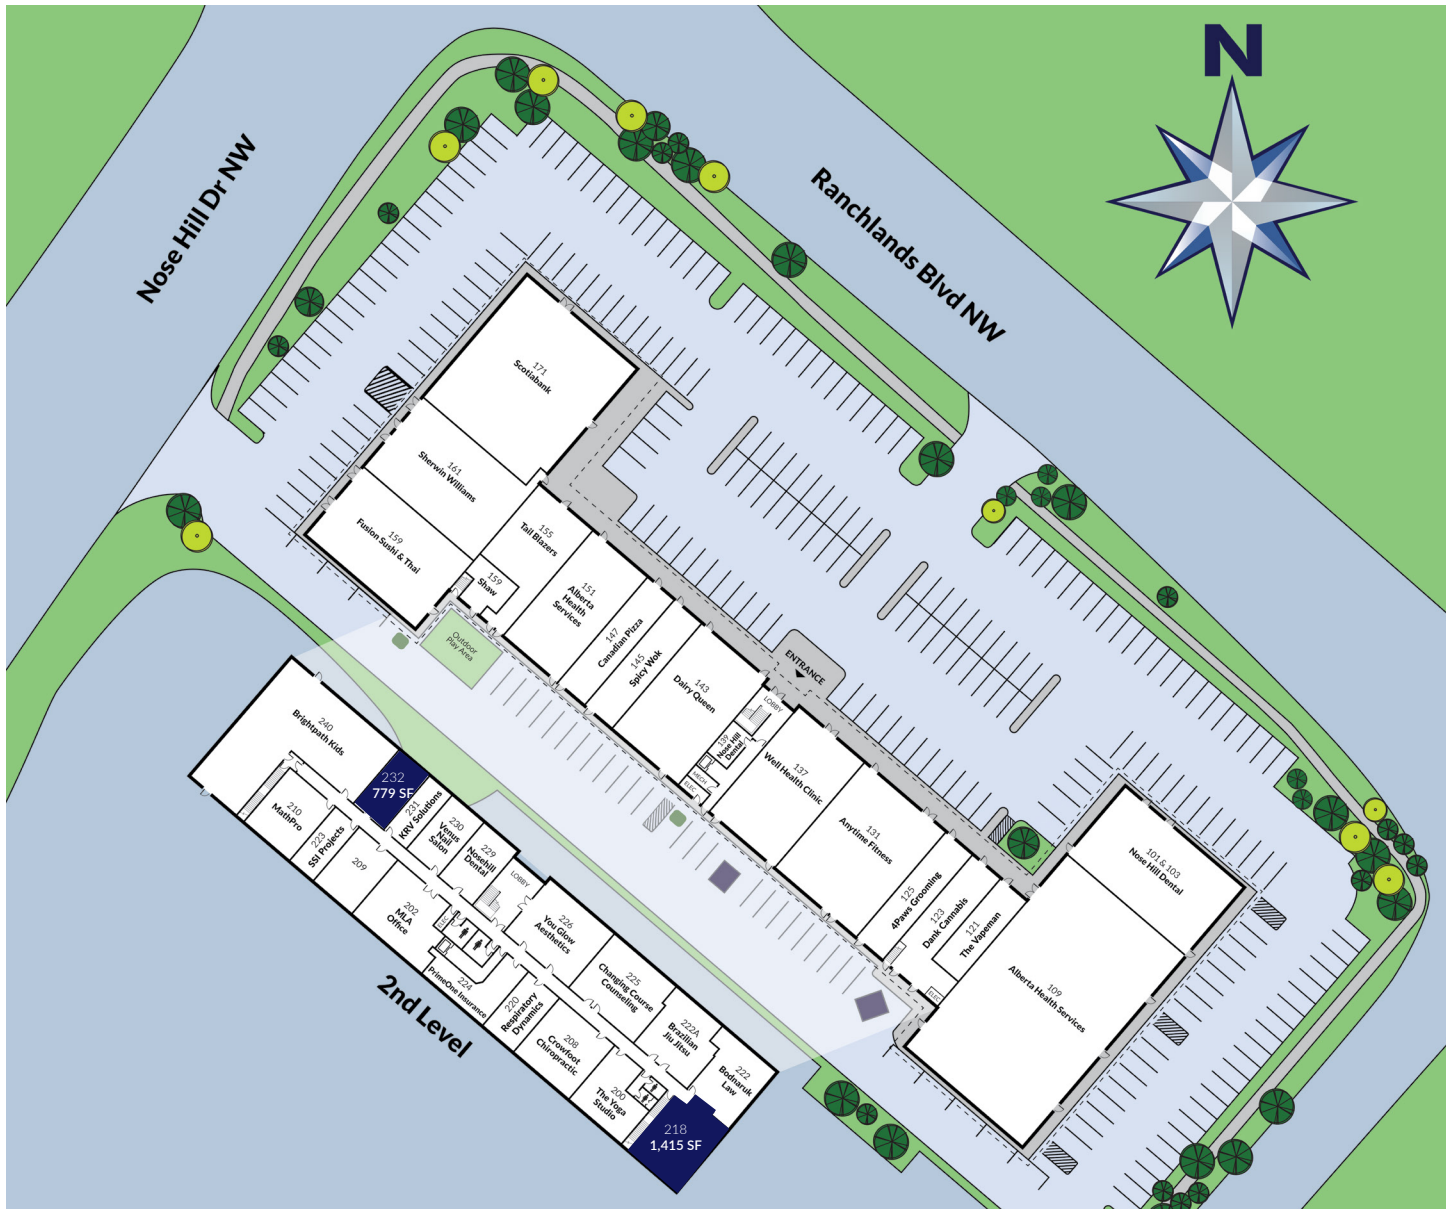 N
Nose Hill Dr NW
Ranchlands Blvd NW
171
Scotiabank
161
Sherwin Williams
159
Fusion Sushi & Thai
155
Tail Blazers
159
Shaw
151
Alberta
Health
Services
147
Canadian Pizza
145
Spicy Wok
143
Dairy Queen
Outdoor
Play Area
ENTRANCE
LOBBY
139
Nose Hill
Dental
MECH
ELEC
137
Well Health Clinic
131
Anytime Fitness
125
4Paws Grooming
123
Dank Cannabis
121
The Vapeman
ELEC
101 & 103
Nose Hill Dental
109
Alberta Health Services
240
Brightpath Kids
232
779 SF
231
KRV Solutions
230
Venus
Nail
Salon
229
Nosehill
Dental
LOBBY
210
MathPro
223
SSI Projects
209
202
MLA
Office
ELEC
224
PrimeOne Insurance
226
You Glow
Aesthetics
225
Changing Course
Counseling
220
Respiratory
Dynamics
208
Crowfoot
Chiropractic
222A
Brazilian
Jiu Jitsu
222
Bodnaruk
Law
200
The Yoga
Studio
218
1,415 SF
2nd Level